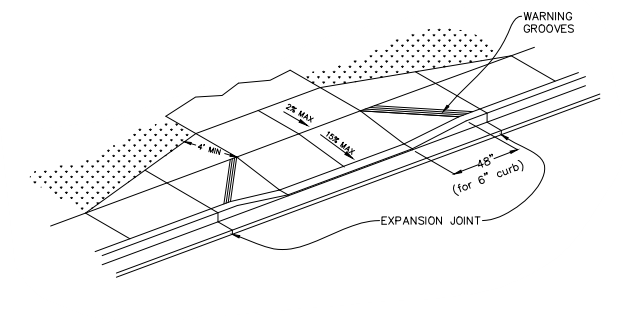 WARNING
GROOVES
2% MAX
15% MAX
4' MIN
48"
(for 6" curb)
EXPANSION JOINT